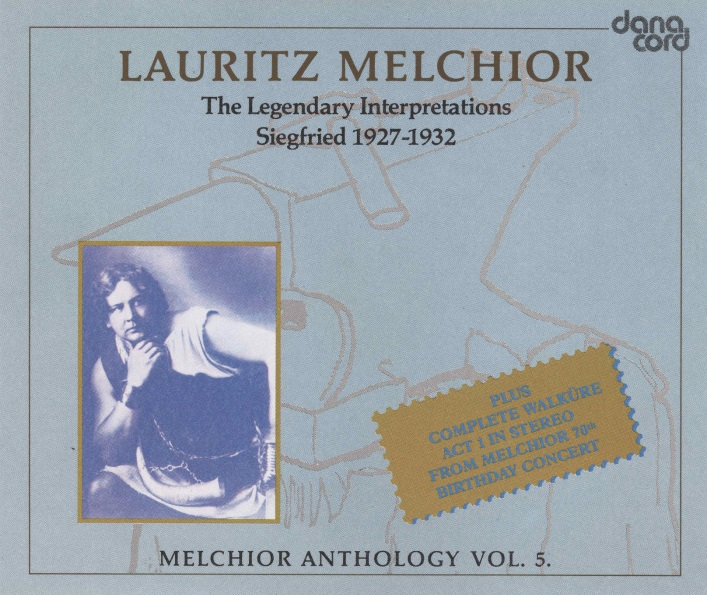 dana
cord
LAURITZ MELCHIOR
The Legendary Interpretations
Siegfried 1927-1932
PLUS
COMPLETE WALKÜRE
ACT 1 IN STEREO
FROM MELCHIOR 70th
BIRTHDAY CONCERT
MELCHIOR ANTHOLOGY VOL. 5.